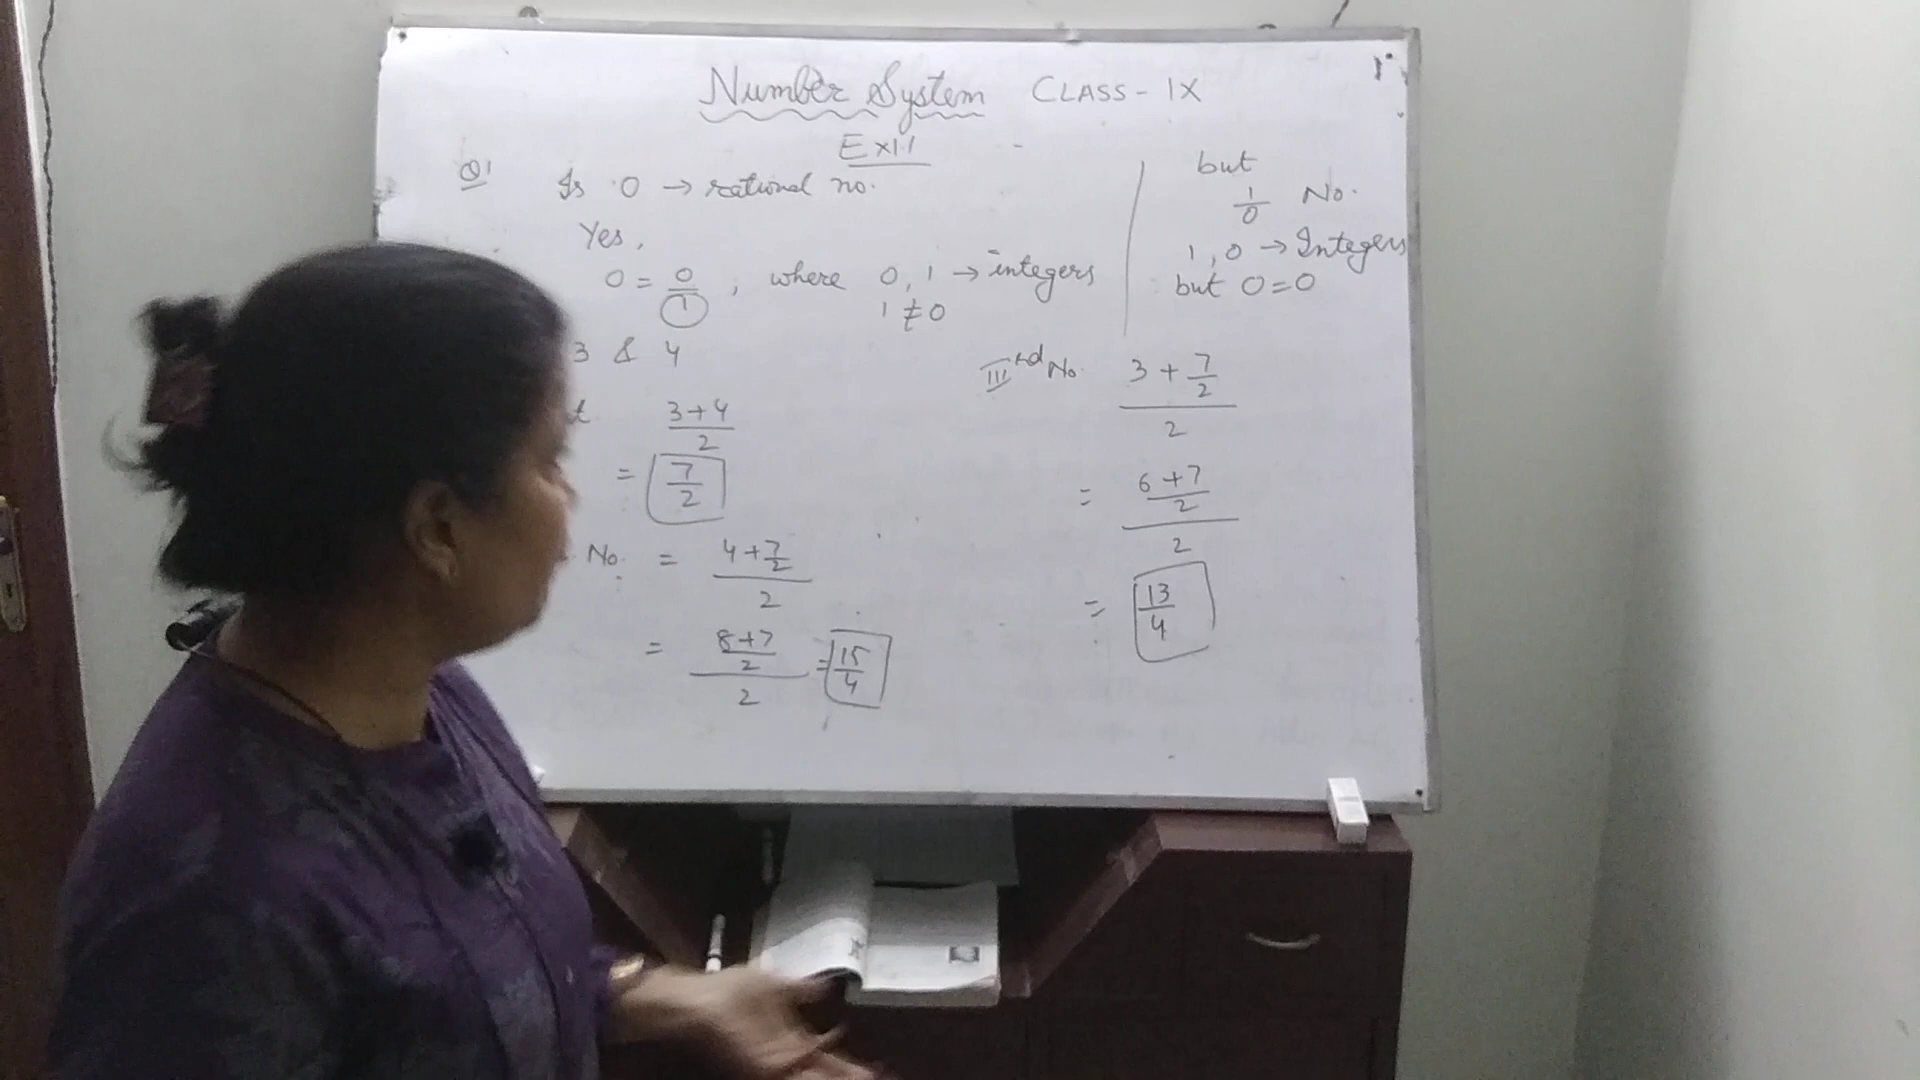 Number System CLASS - IX
Ex 1.1
Q1 Is 0 → rational no.
Yes,
0 = 0/1 , where 0, 1 → integers
1 ≠ 0
but
1/0 No.
1, 0 → Integers
but 0 = 0
3 & 4
3+4/2
= 7/2
No. = 4+7/2/2
= 8+7/2/2 = 15/4
IIIrd No. 3 + 7/2/2
= 6+7/2/2
= 13/4